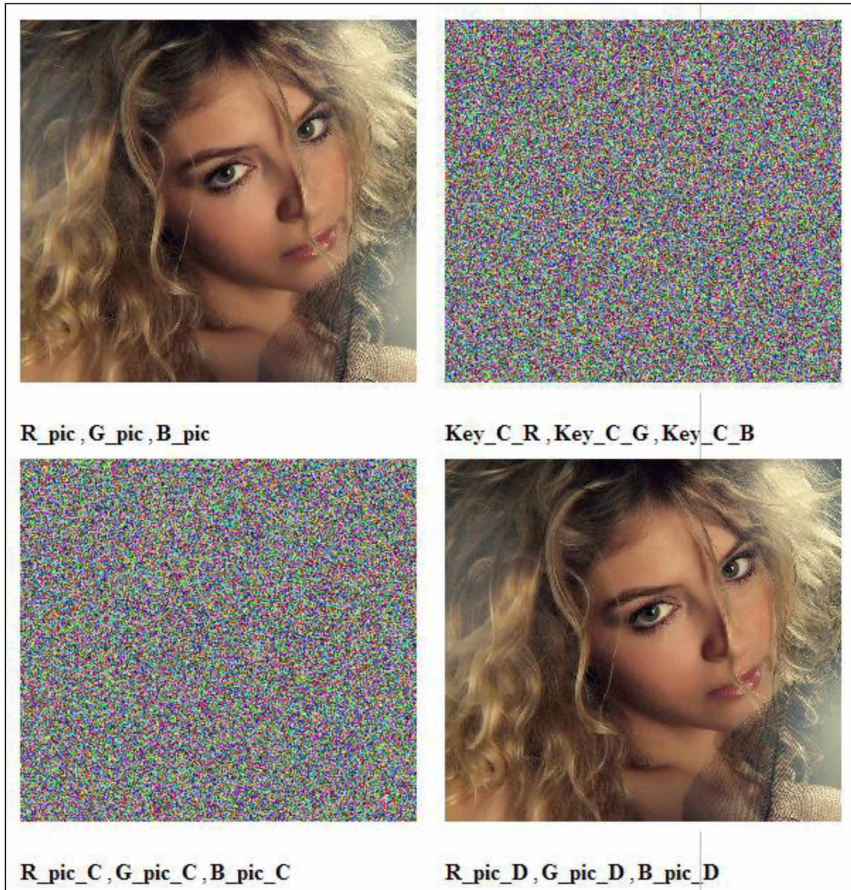 R_pic , G_pic , B_pic
Key_C_R , Key_C_G , Key_C_B
R_pic_C , G_pic_C , B_pic_C
R_pic_D , G_pic_D , B_pic_D